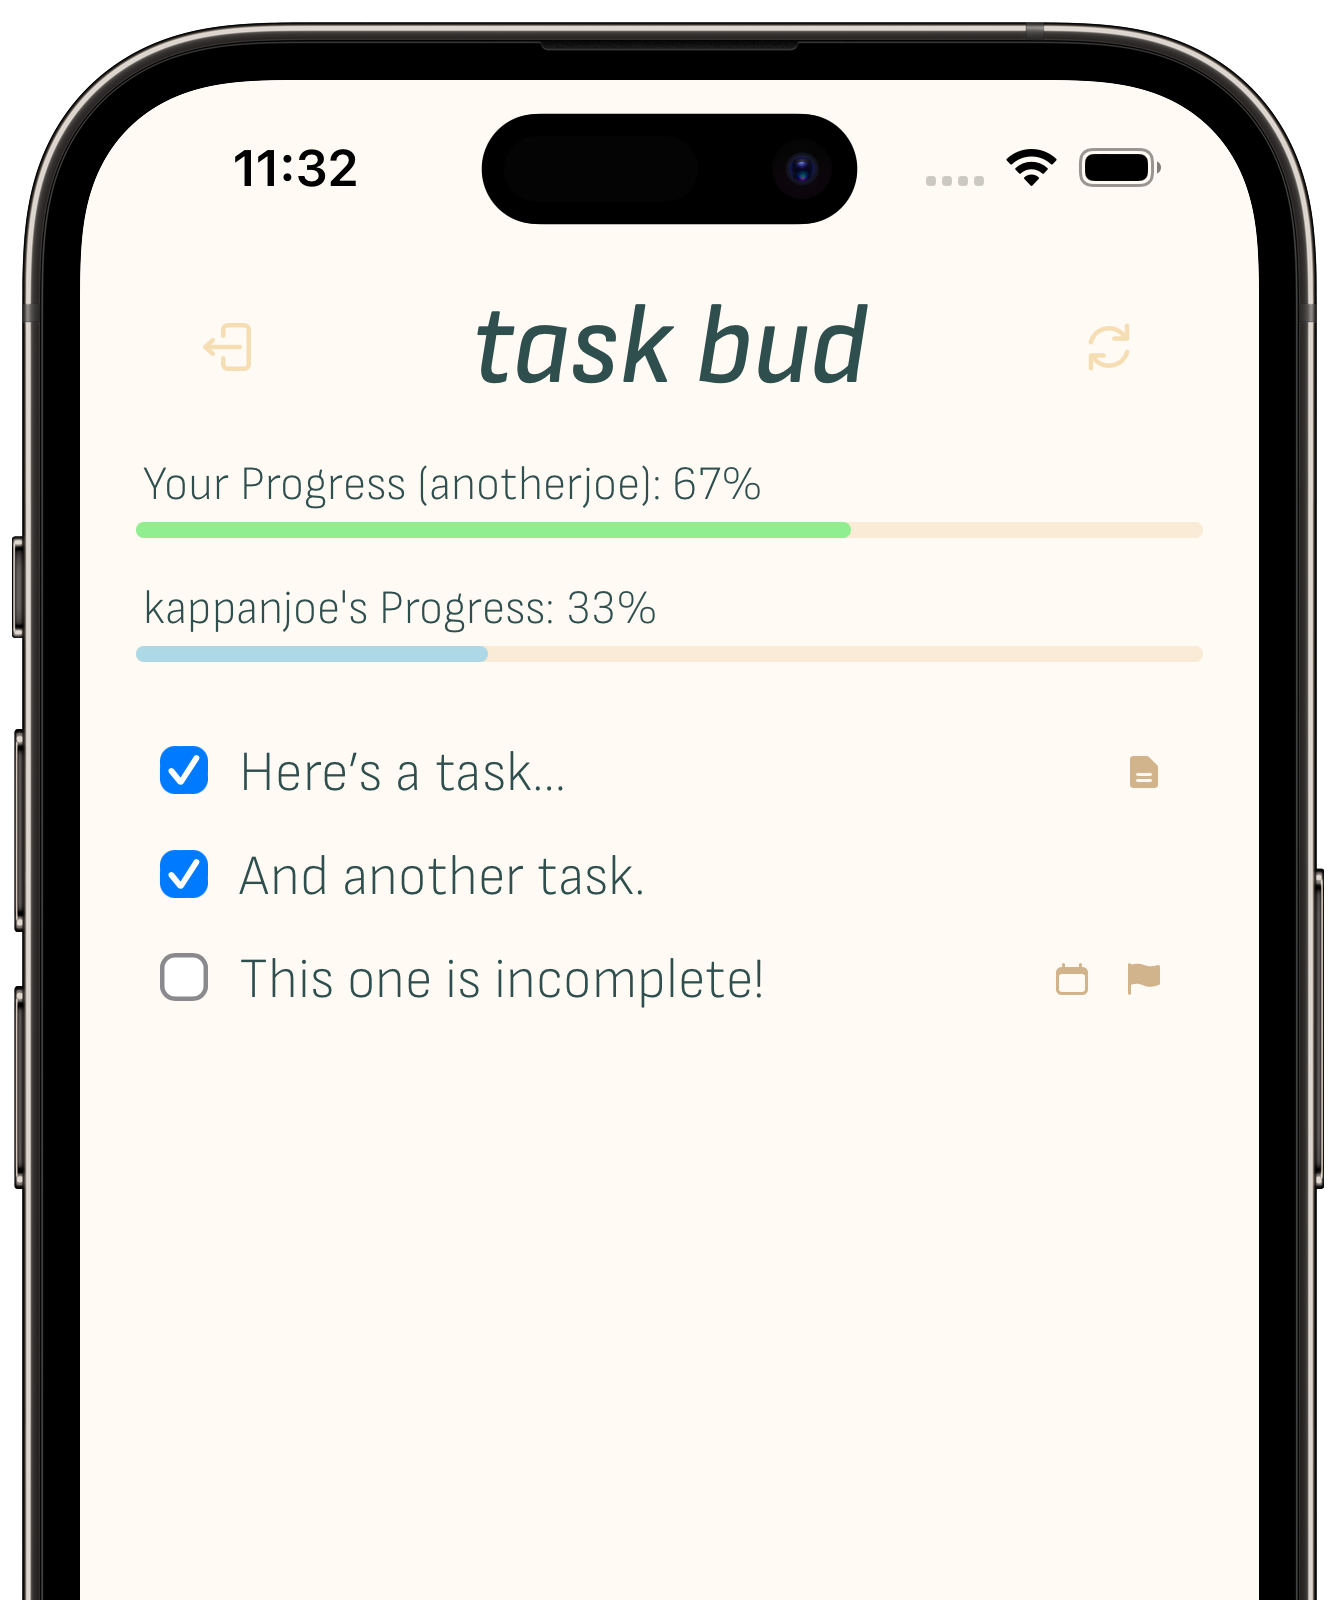 11:32
task bud
Your Progress (anotherjoe): 67%
kappanjoe's Progress: 33%
Here’s a task...
And another task.
This one is incomplete!